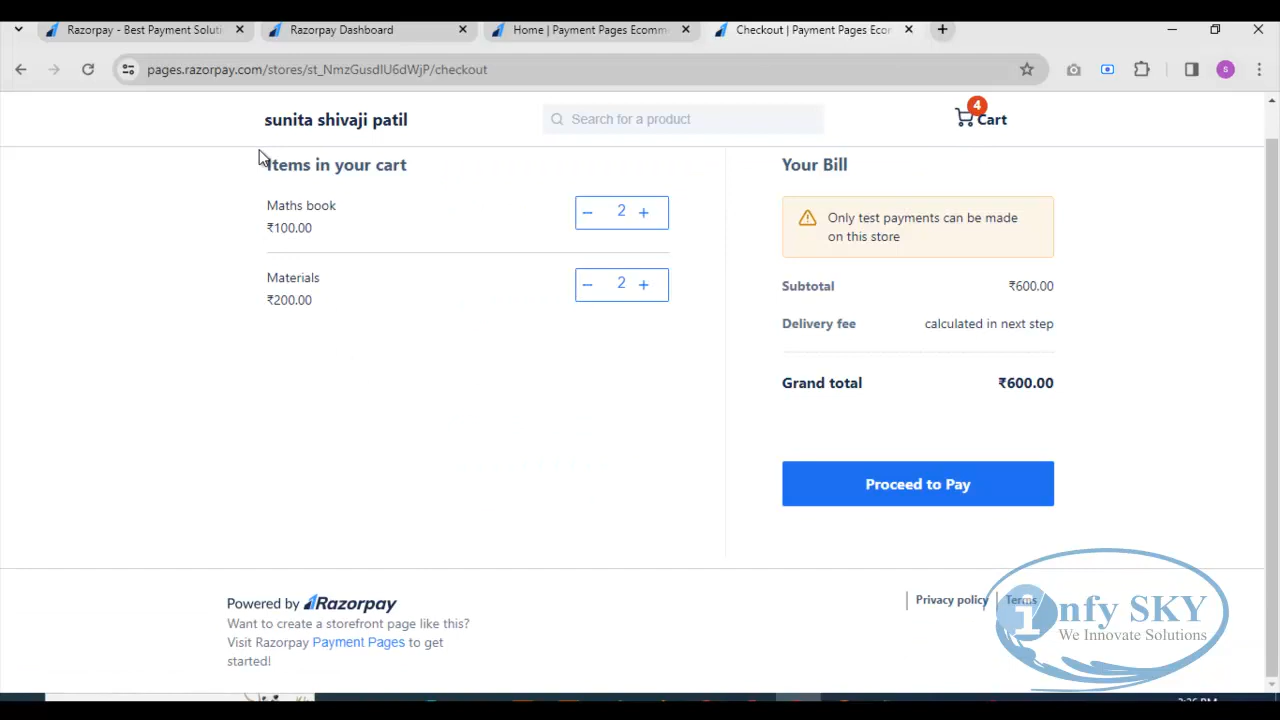 Razorpay - Best Payment Soluti
Razorpay Dashboard
Home | Payment Pages Ecomm
Checkout | Payment Pages Ecor
pages.razorpay.com/stores/st_NmzGusdIU6dWjP/checkout
S
sunita shivaji patil
Search for a product
4
Cart
Items in your cart
Maths book
₹100.00
2
Materials
₹200.00
2
Your Bill
Only test payments can be made
on this store
Subtotal
₹600.00
Delivery fee
calculated in next step
Grand total
₹600.00
Proceed to Pay
Powered by Razorpay
Want to create a storefront page like this?
Visit Razorpay Payment Pages to get
started!
Privacy policy
Terms
infy SKY
We Innovate Solutions